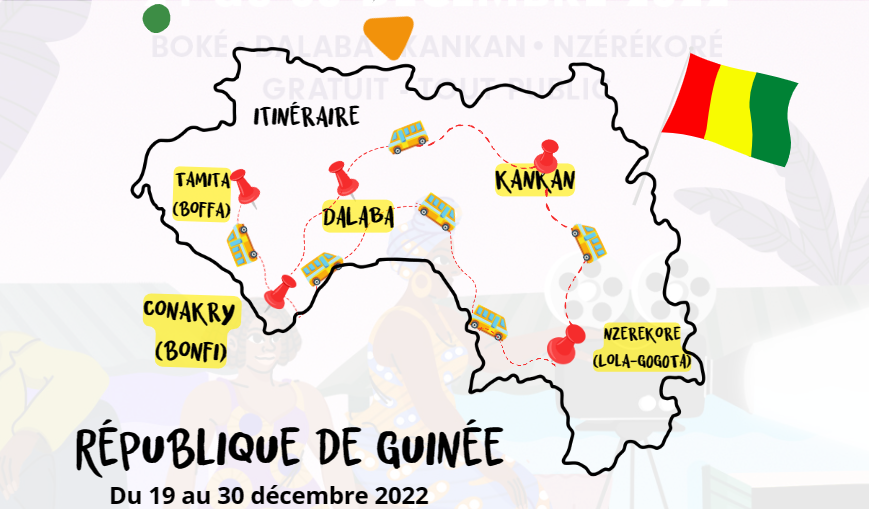 BOKÉ • DALABA • KANKAN • NZÉRÉKORÉ
GRATUIT - TOUT PUBLIC
ITINÉRAIRE
TAMITA
(BOFFA)
DALABA
KANKAN
CONAKRY
(BONFI)
NZEREKORE
(LOLA-GOGOTA)
RÉPUBLIQUE DE GUINÉE
Du 19 au 30 décembre 2022